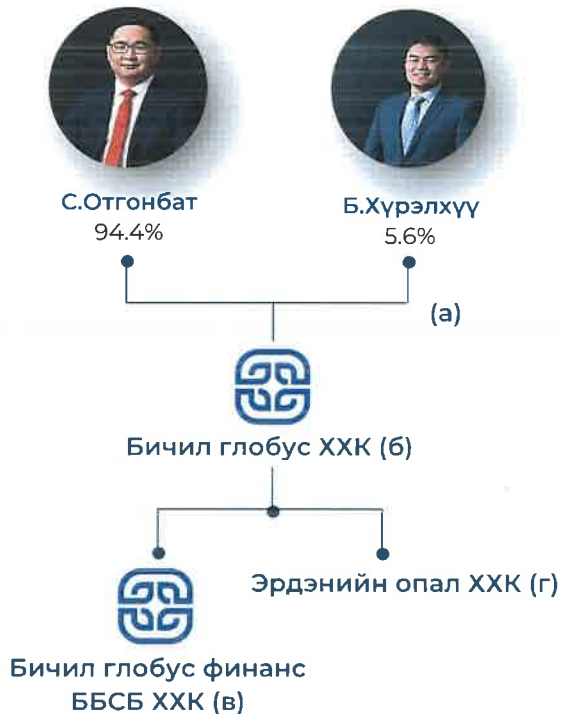 С.Отгонбат
94.4%
Б.Хүрэлхүү
5.6%
(а)
Бичил глобус ХХК (б)
Эрдэнийн опал ХХК (г)
Бичил глобус финанс
ББСБ ХХК (в)